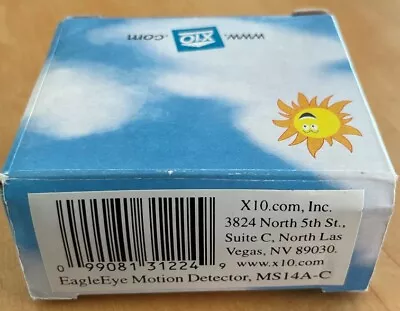 www.
X10
.com
X10.com, Inc.
3824 North 5th St.,
Suite C, North Las
Vegas, NV 89030.
www.x10.com
0 99081 31224 9
EagleEye Motion Detector, MS14A-C